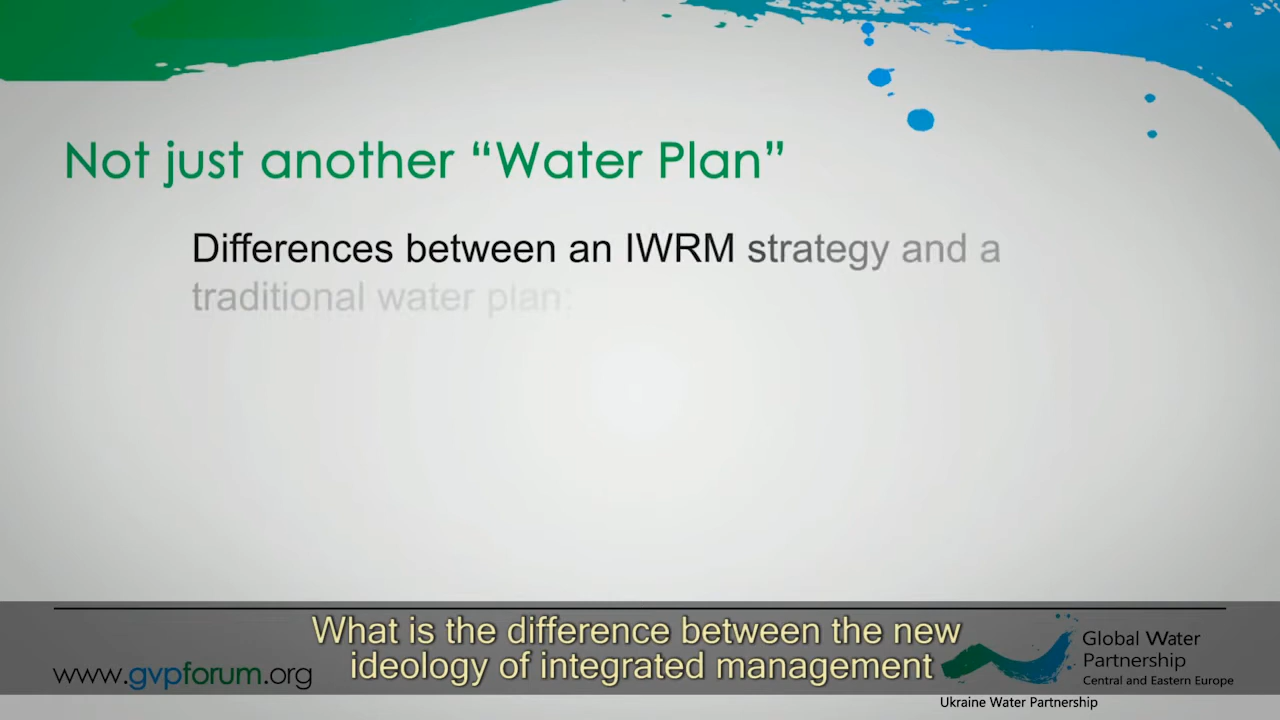 Not just another “Water Plan”
Differences between an IWRM strategy and a
traditional water plan:
What is the difference between the new
ideology of integrated management
www.gvpforum.org
Global Water
Partnership
Central and Eastern Europe
Ukraine Water Partnership